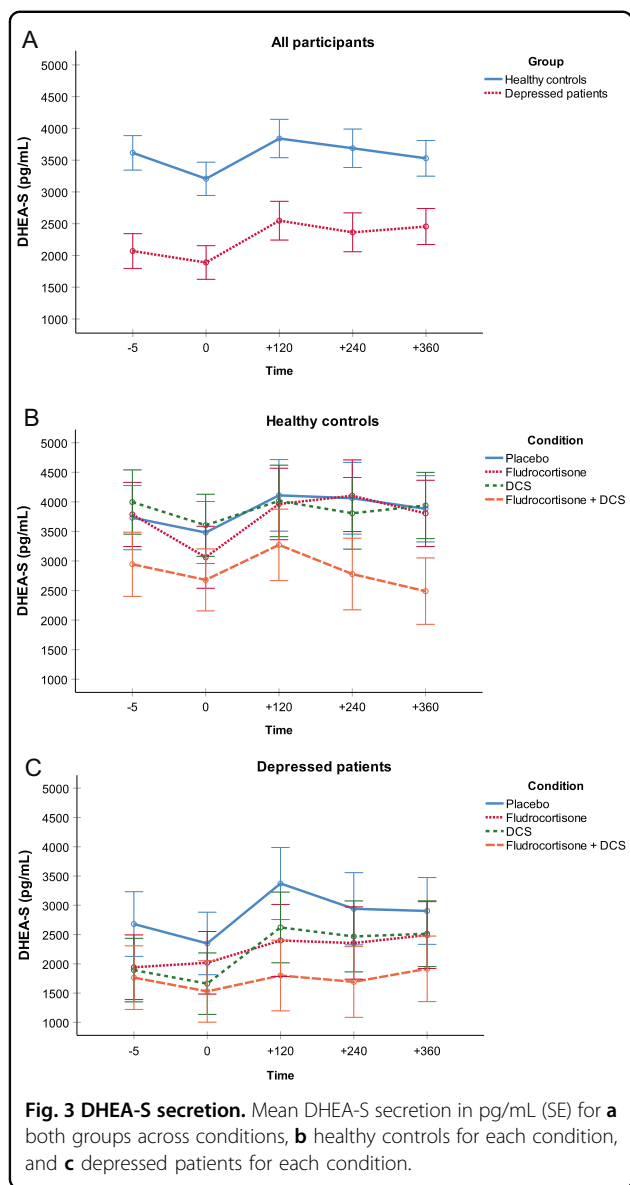 A
All participants
Group
Healthy controls
Depressed patients
DHEA-S (pg/mL)
5000
4500
4000
3500
3000
2500
2000
1500
1000
-5 0 +120 +240 +360
Time
B
Healthy controls
Condition
Placebo
Fludrocortisone
DCS
Fludrocortisone + DCS
DHEA-S (pg/mL)
5000
4500
4000
3500
3000
2500
2000
1500
1000
-5 0 +120 +240 +360
Time
C
Depressed patients
Condition
Placebo
Fludrocortisone
DCS
Fludrocortisone + DCS
DHEA-S (pg/mL)
5000
4500
4000
3500
3000
2500
2000
1500
1000
-5 0 +120 +240 +360
Time
Fig. 3 DHEA-S secretion. Mean DHEA-S secretion in pg/mL (SE) for a
both groups across conditions, b healthy controls for each condition,
and c depressed patients for each condition.